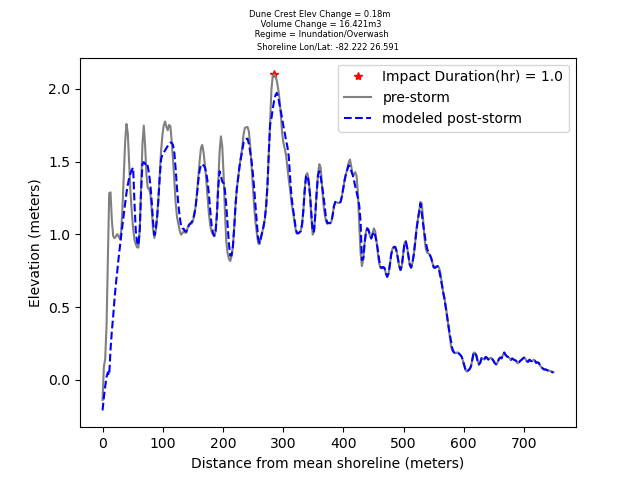 Dune Crest Elev Change = 0.18m
Volume Change = 16.421m3
Regime = Inundation/Overwash
Shoreline Lon/Lat: -82.222 26.591
Impact Duration(hr) = 1.0
pre-storm
modeled post-storm
2.0
1.5
1.0
0.5
0.0
Elevation (meters)
0 100 200 300 400 500 600 700
Distance from mean shoreline (meters)